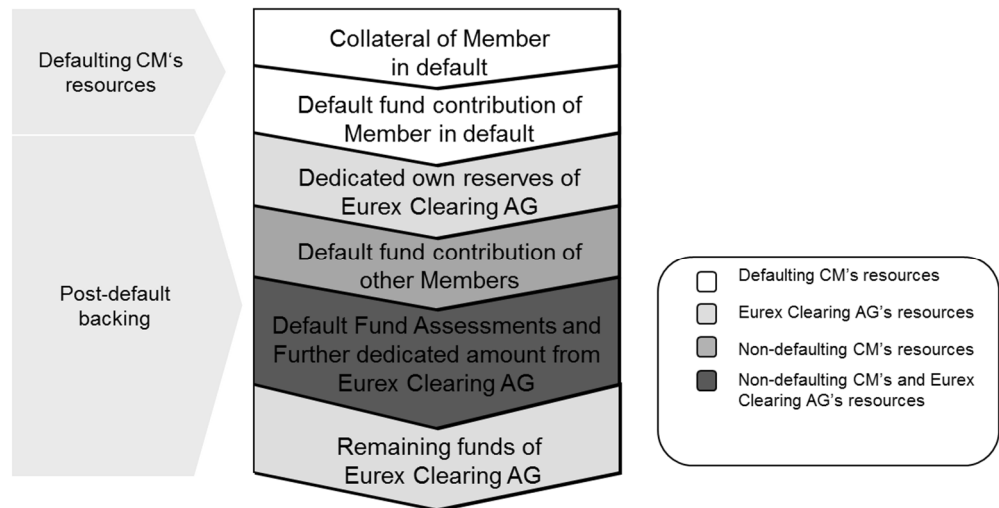 Defaulting CM's
resources
Collateral of Member
in default
Default fund contribution of
Member in default
Dedicated own reserves of
Eurex Clearing AG
Default fund contribution of
other Members
Post-default
backing
Default Fund Assessments and
Further dedicated amount from
Eurex Clearing AG
Remaining funds of
Eurex Clearing AG
Defaulting CM's resources
Eurex Clearing AG's resources
Non-defaulting CM's resources
Non-defaulting CM's and Eurex
Clearing AG's resources